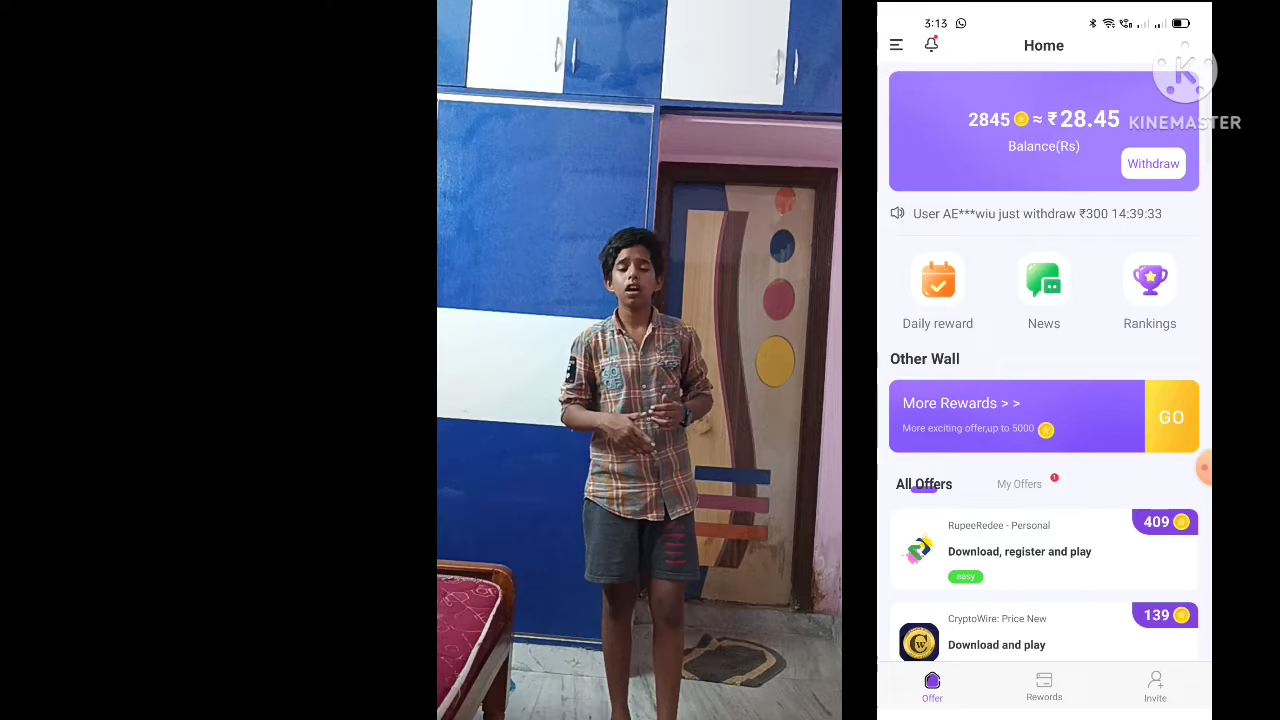 3:13
Home
2845 ≈ ₹ 28.45
Balance(Rs)
Withdraw
KINEMASTER
User AE***wiu just withdraw ₹300 14:39:33
Daily reward
News
Rankings
Other Wall
More Rewards > >
More exciting offer,up to 5000
GO
All Offers
My Offers
1
RupeeRedee - Personal
409
Download, register and play
easy
CryptoWire: Price New
139
Download and play
Offer
Rewords
Invite